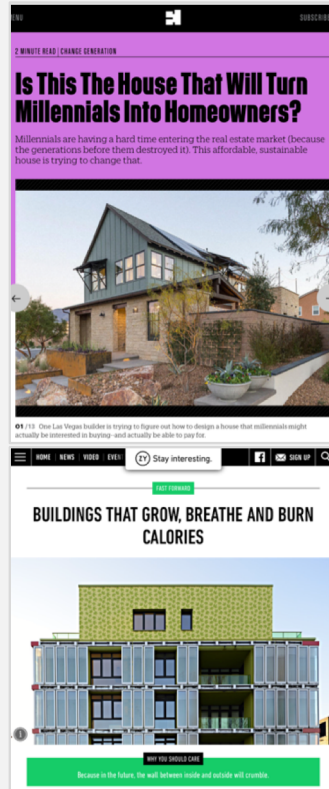 ENU
SUBSCRIBE
2 MINUTE READ | CHANGE GENERATION
Is This The House That Will Turn
Millennials Into Homeowners?
Millennials are having a hard time entering the real estate market (because
the generations before them destroyed it). This affordable, sustainable
house is trying to change that.
01 /13 One Las Vegas builder is trying to figure out how to design a house that millennials might
actually be interested in buying–and actually be able to pay for.
HOME NEWS VIDEO EVENT
ZY Stay interesting.
SIGN UP
FAST FORWARD
BUILDINGS THAT GROW, BREATHE AND BURN
CALORIES
WHY YOU SHOULD CARE
Because in the future, the wall between inside and outside will crumble.